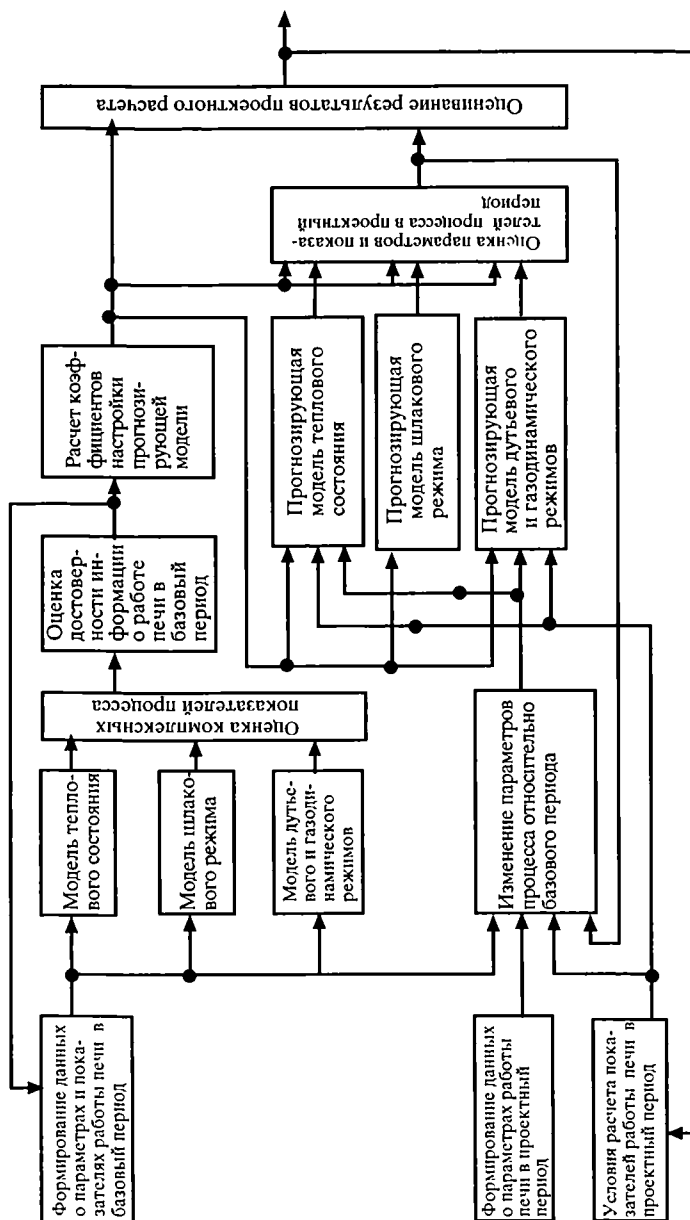 Формирование данных
о параметрах и пока-
зателях работы печи в
базовый период
Модель тепло-
вого состояния
Модель шлако-
вого режима
Модель дутье-
вого и газоди-
намического
режимов
Оценка комплексных
показателей процесса
Оценка
достовер-
ности ин-
формации
о работе
печи в
базовый
период
Расчет коэф-
фициентов
настройки
прогнози-
рующей
модели
Формирование данных
о параметрах работы
печи в проектный
период
Условия расчета пока-
зателей работы печи в
проектный период
Изменение параметров
процесса относительно
базового периода
Прогнозирующая
модель теплового
состояния
Прогнозирующая
модель шлакового
режима
Прогнозирующая
модель дутьевого
и газодинамического
режимов
Оценка параметров и показа-
телей процесса в проектный
период
Оценивание результатов проектного расчета